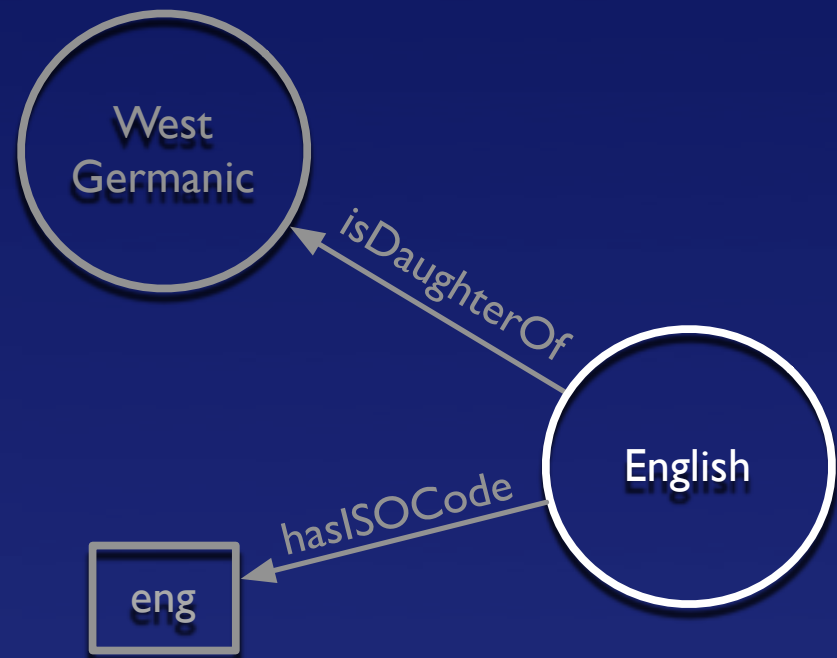 West
Germanic
isDaughterOf
English
hasISOCode
eng